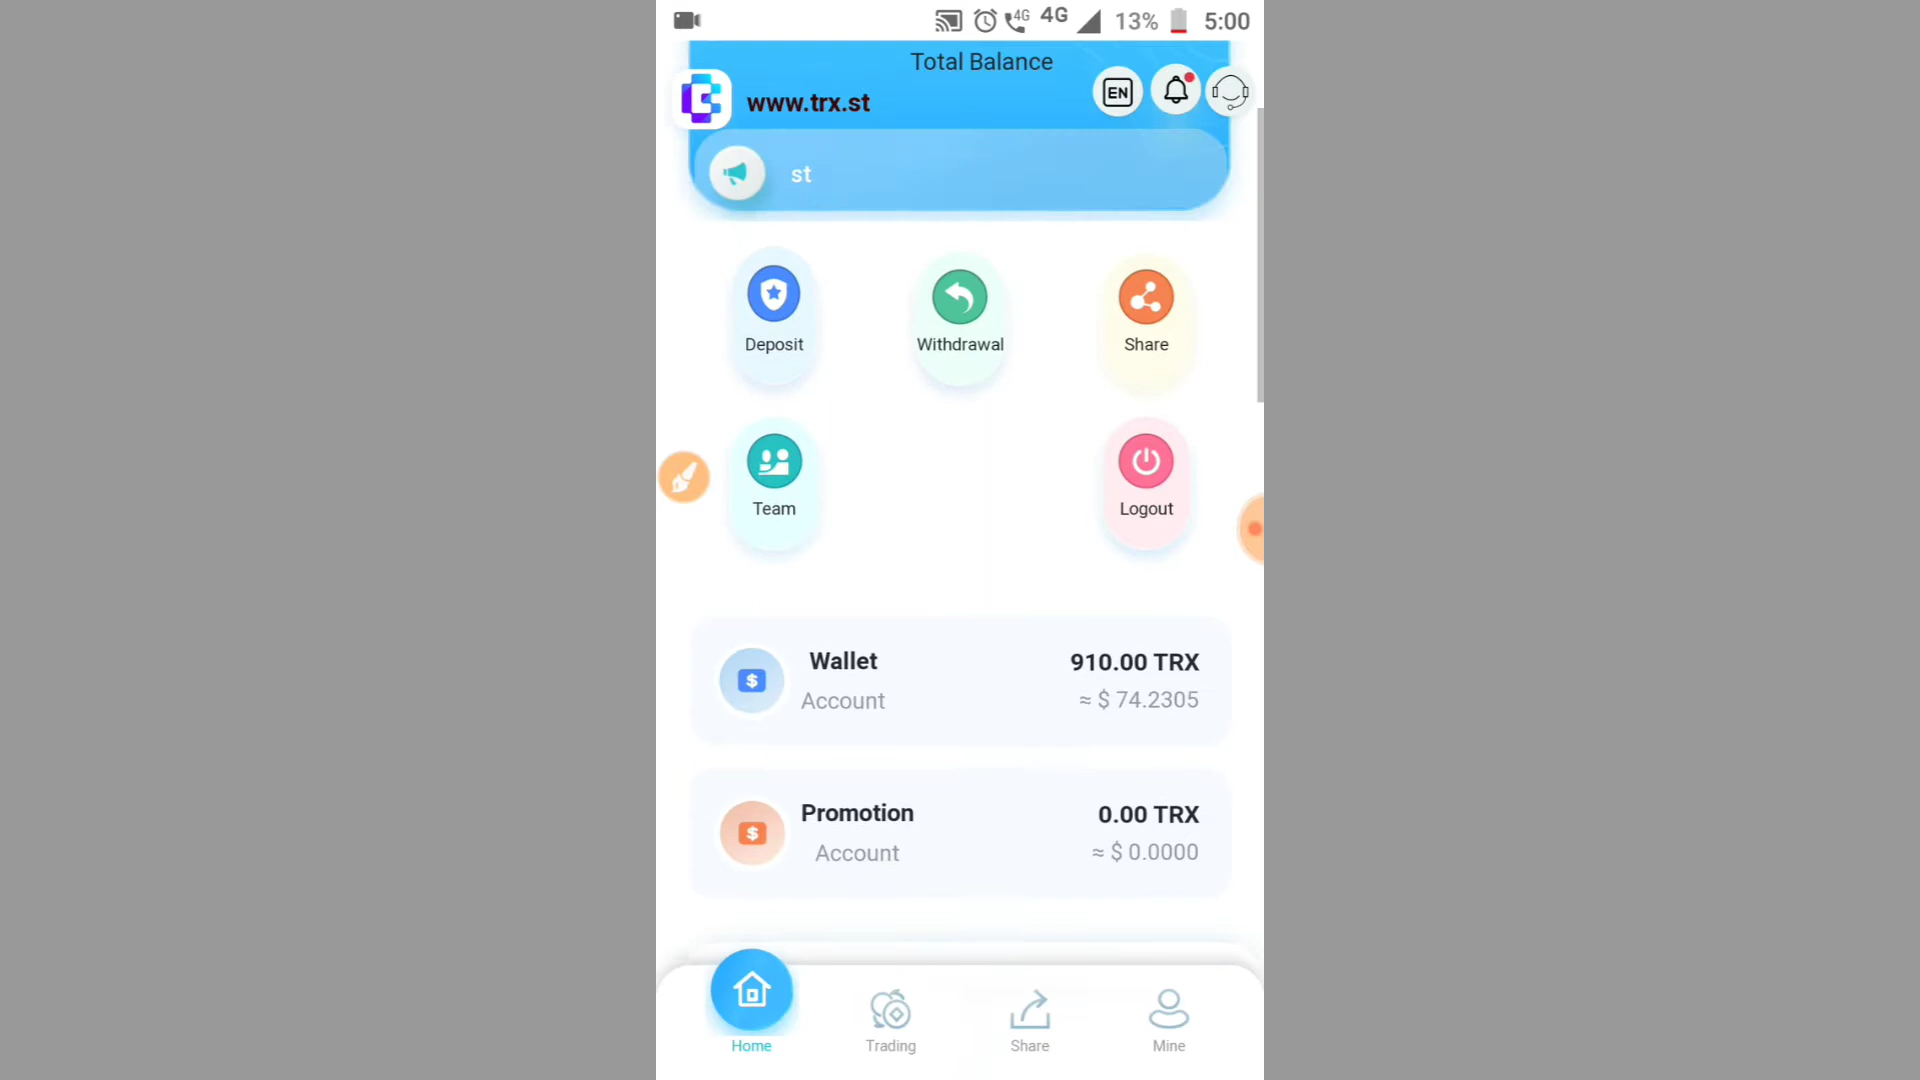 4G 4G 13% 5:00
Total Balance
www.trx.st
EN
st
Deposit
Withdrawal
Share
Team
Logout
Wallet
910.00 TRX
Account
≈ $ 74.2305
Promotion
0.00 TRX
Account
≈ $ 0.0000
Home
Trading
Share
Mine